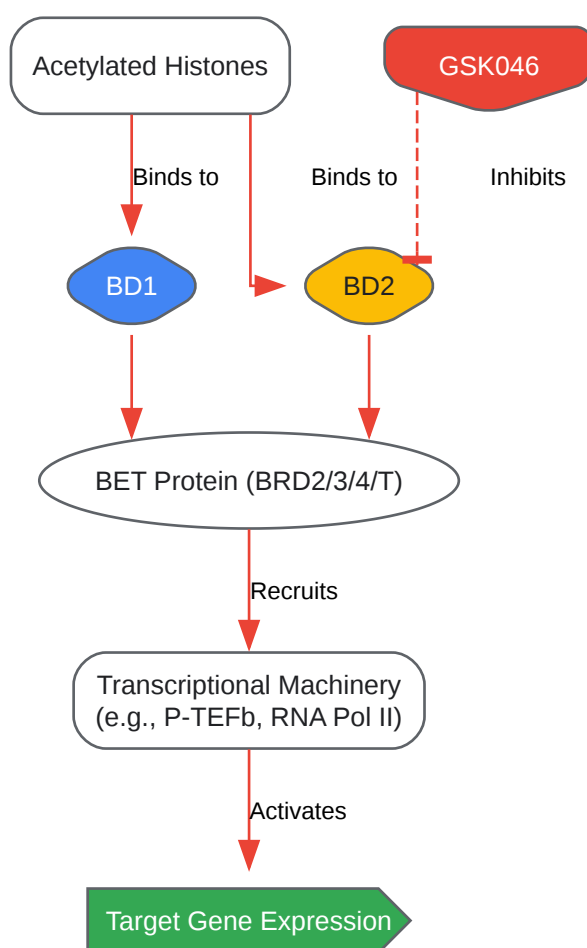 Acetylated Histones
GSK046
Binds to
Binds to
Inhibits
BD1
BD2
BET Protein (BRD2/3/4/T)
Recruits
Transcriptional Machinery
(e.g., P-TEFb, RNA Pol II)
Activates
Target Gene Expression